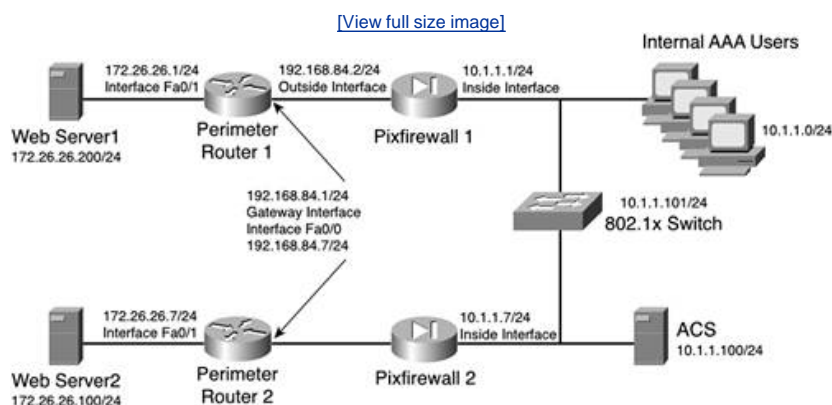 [View full size image]
Internal AAA Users
172.26.26.1/24
Interface Fa0/1
192.168.84.2/24
Outside Interface
10.1.1.1/24
Inside Interface
Web Server1
172.26.26.200/24
Perimeter
Router 1
Pixfirewall 1
10.1.1.0/24
192.168.84.1/24
Gateway Interface
Interface Fa0/0
192.168.84.7/24
10.1.1.101/24
802.1x Switch
172.26.26.7/24
Interface Fa0/1
10.1.1.7/24
Inside Interface
ACS
10.1.1.100/24
Web Server2
172.26.26.100/24
Perimeter
Router 2
Pixfirewall 2